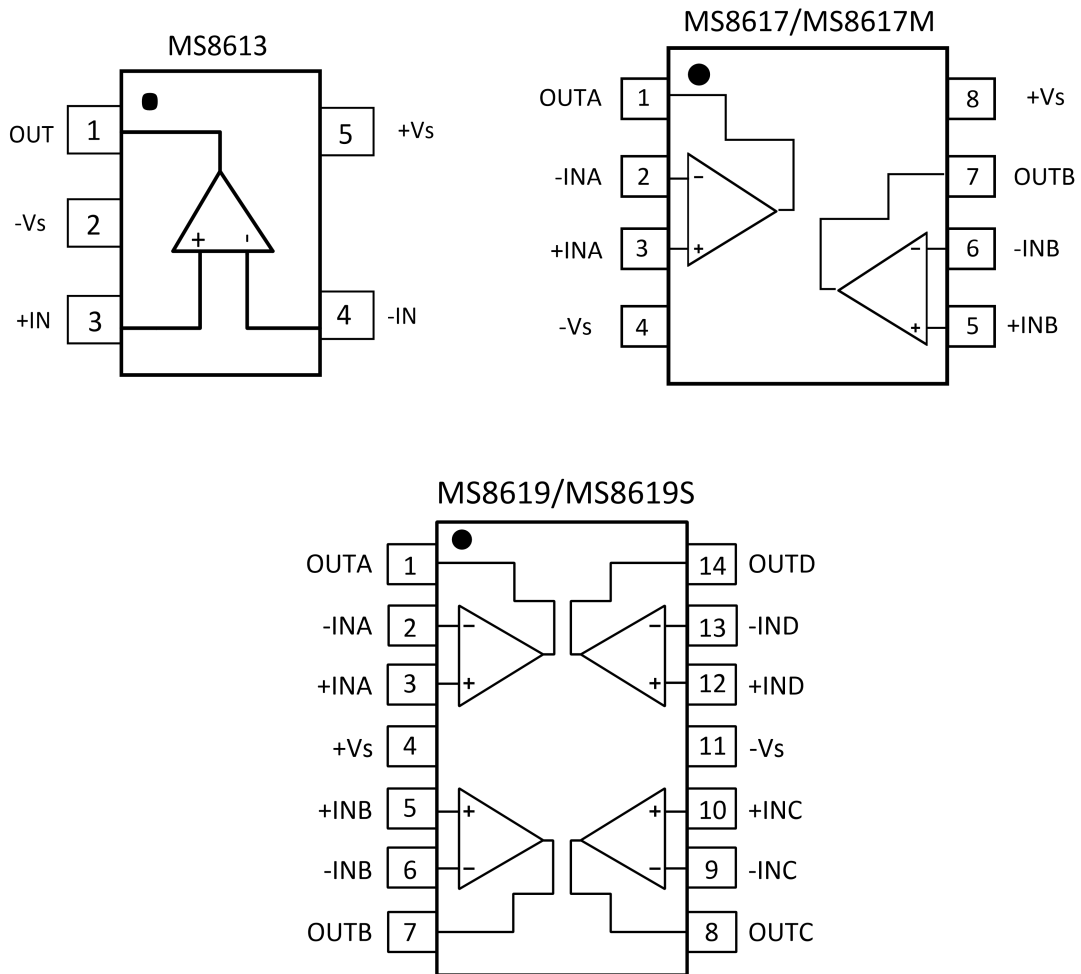 MS8613
OUT 1 5 +Vs
-Vs 2
+IN 3 4 -IN
+ -
MS8617/MS8617M
OUTA 1 8 +Vs
-INA 2 - 7 OUTB
+INA 3 + - 6 -INB
-Vs 4 + 5 +INB
MS8619/MS8619S
OUTA 1 14 OUTD
-INA 2 - - 13 -IND
+INA 3 + + 12 +IND
+Vs 4 11 -Vs
+INB 5 + + 10 +INC
-INB 6 - - 9 -INC
OUTB 7 8 OUTC